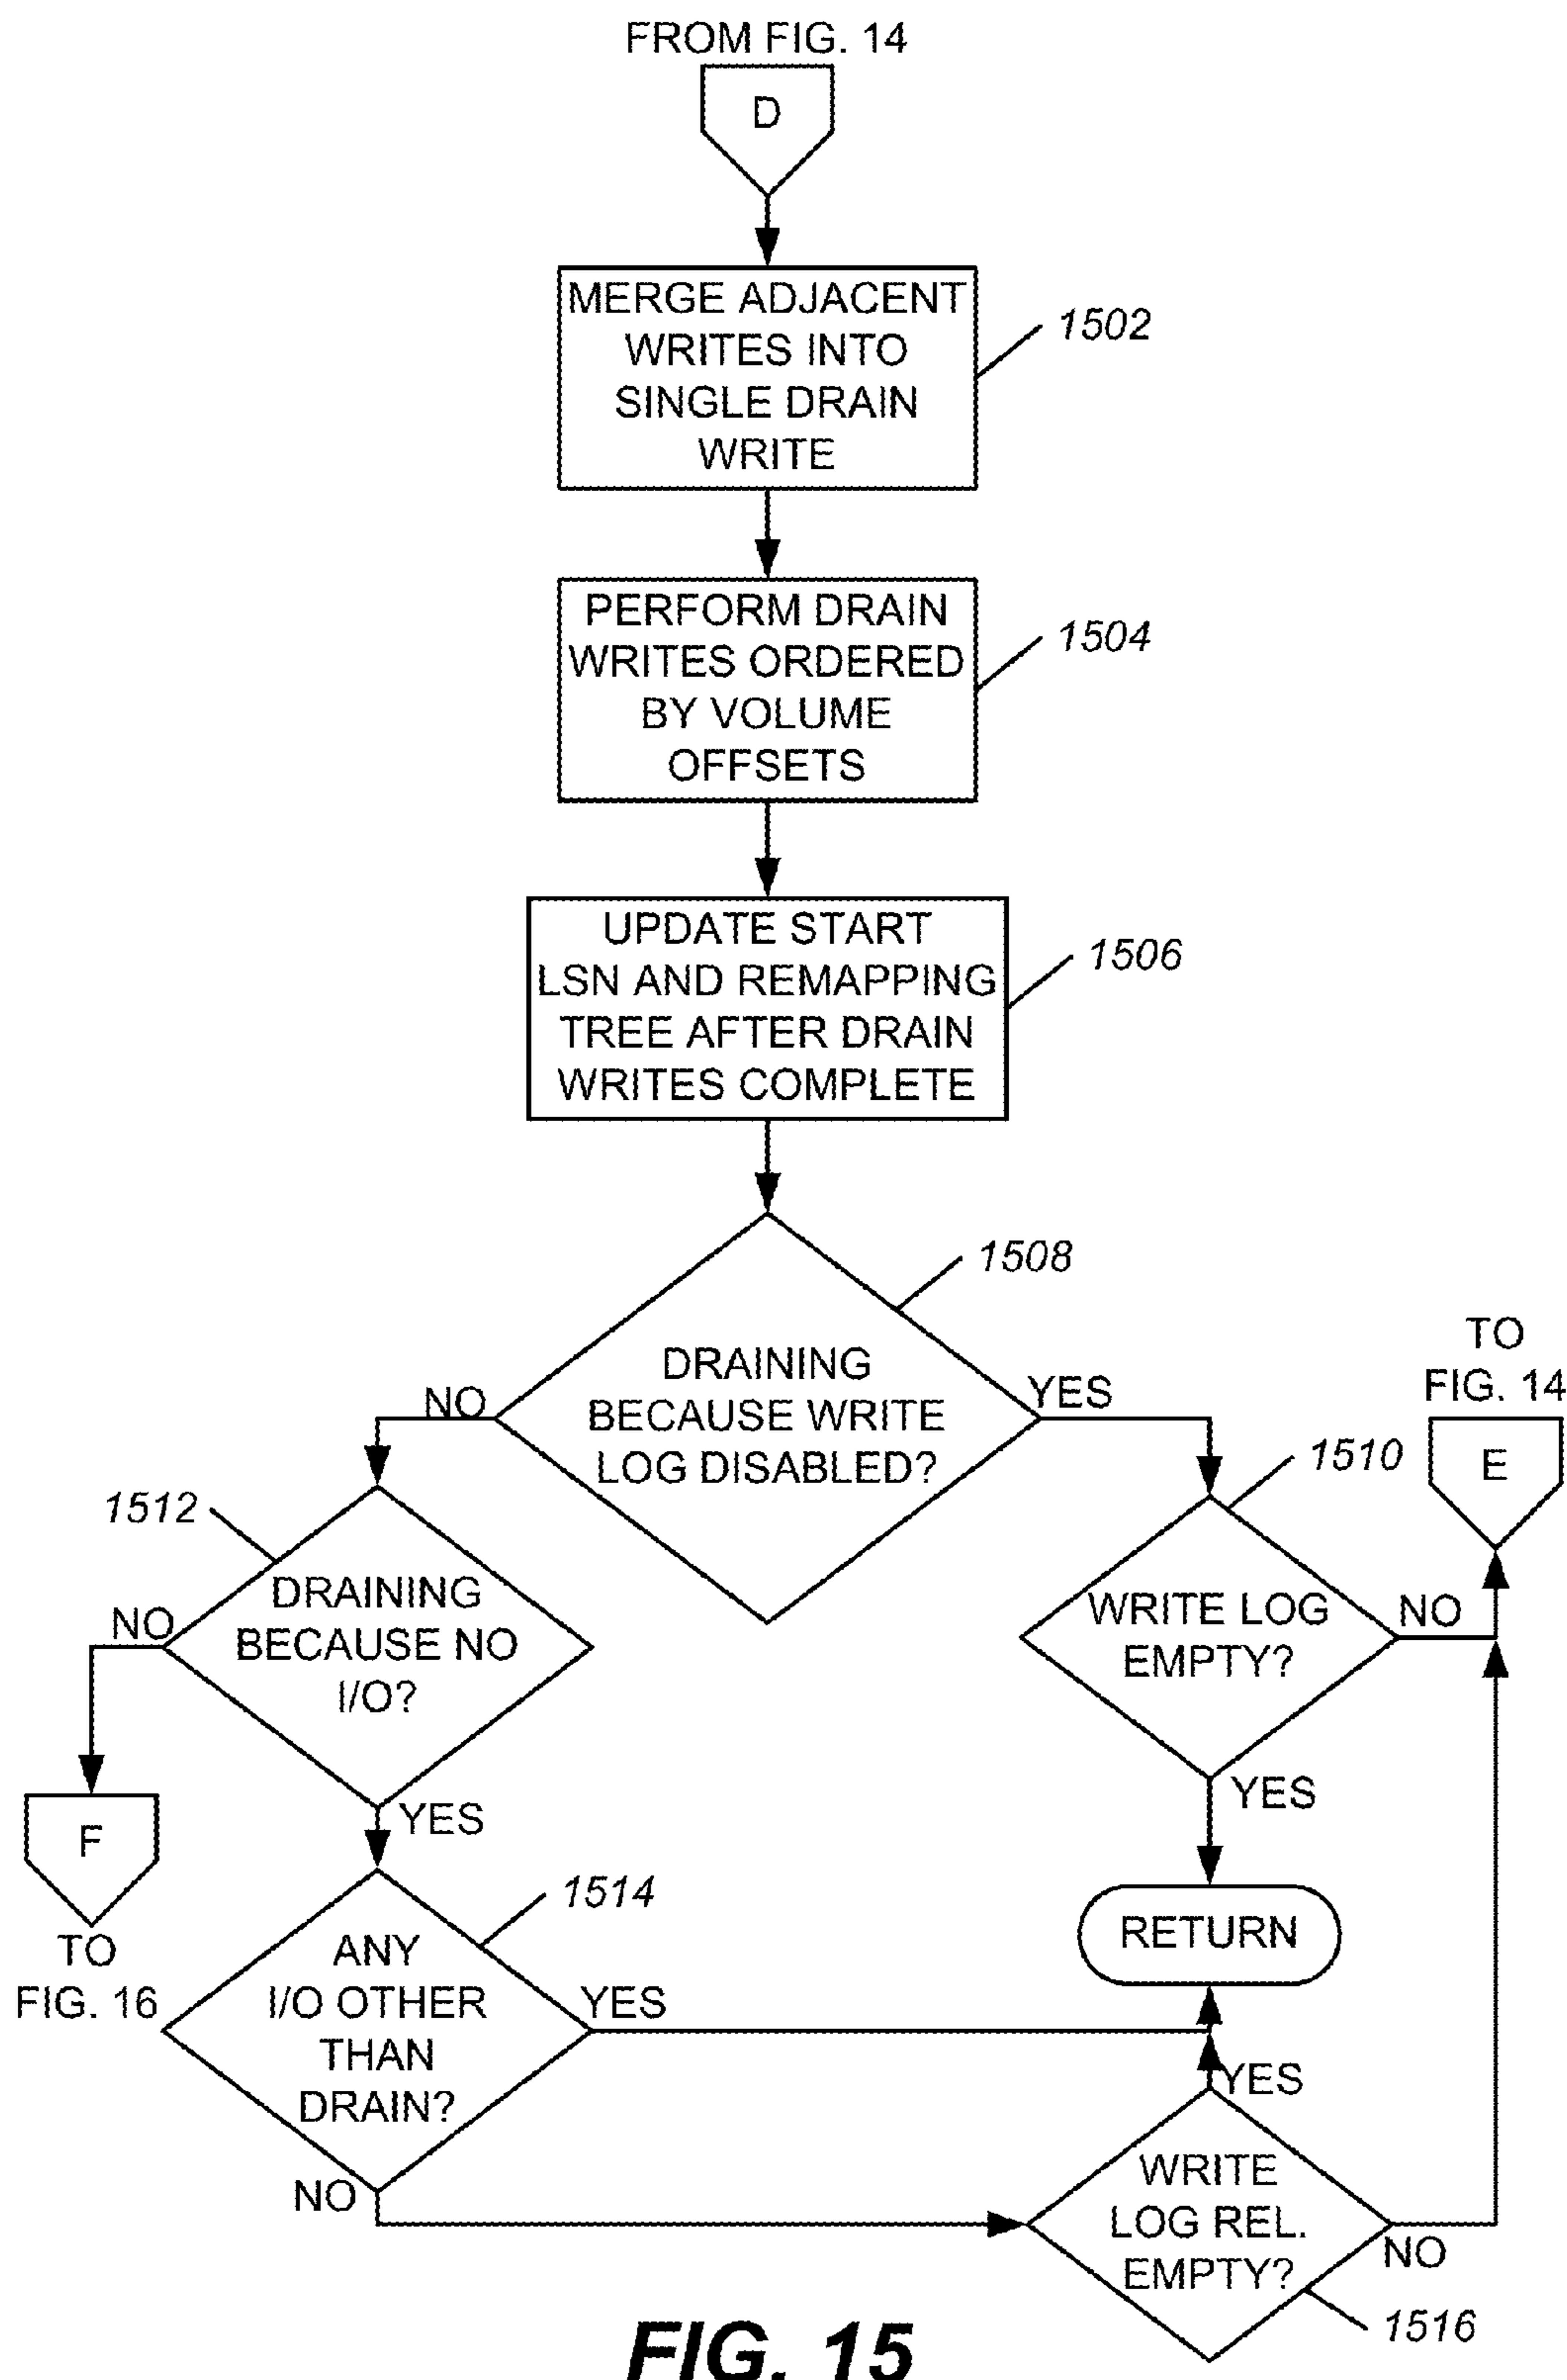 FROM FIG. 14
D
MERGE ADJACENT
WRITES INTO
SINGLE DRAIN
WRITE
1502
PERFORM DRAIN
WRITES ORDERED
BY VOLUME
OFFSETS
1504
UPDATE START
LSN AND REMAPPING
TREE AFTER DRAIN
WRITES COMPLETE
1506
1508
DRAINING
BECAUSE WRITE
LOG DISABLED?
NO
YES
TO
FIG. 14
E
1510
WRITE LOG
EMPTY?
NO
YES
1512
DRAINING
BECAUSE NO
I/O?
NO
YES
F
TO
FIG. 16
1514
ANY
I/O OTHER
THAN
DRAIN?
YES
NO
RETURN
YES
WRITE
LOG REL.
EMPTY?
NO
1516
FIG. 15